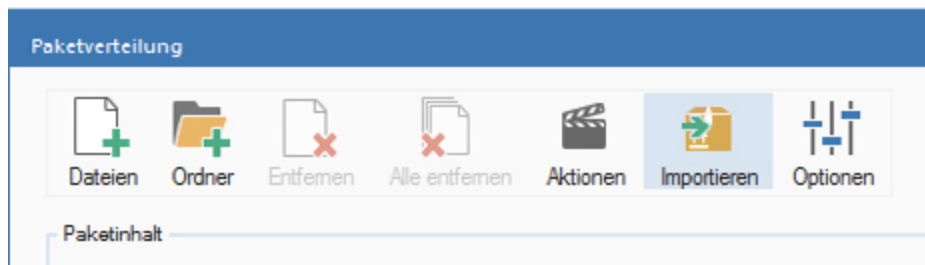 Paketverteilung
Dateien Ordner Entfernen Alle entfernen Aktionen Importieren Optionen
Paketinhalt